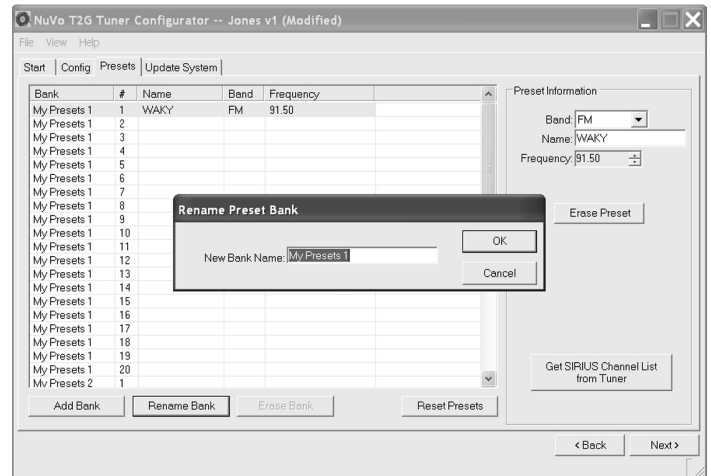 NuVo T2G Tuner Configurator -- Jones v1 (Modified)
File View Help
Start Config Presets Update System
Bank # Name Band Frequency
My Presets 1 1 WAKY FM 91.50
My Presets 1 2
My Presets 1 3
My Presets 1 4
My Presets 1 5
My Presets 1 6
My Presets 1 7
My Presets 1 8
My Presets 1 9
My Presets 1 10
My Presets 1 11
My Presets 1 12
My Presets 1 13
My Presets 1 14
My Presets 1 15
My Presets 1 16
My Presets 1 17
My Presets 1 18
My Presets 1 19
My Presets 1 20
My Presets 2 1
Rename Preset Bank
New Bank Name: My Presets 1
OK
Cancel
Preset Information
Band: FM
Name: WAKY
Frequency: 91.50
Erase Preset
Get SIRIUS Channel List
from Tuner
Add Bank Rename Bank Erase Bank Reset Presets
< Back Next >